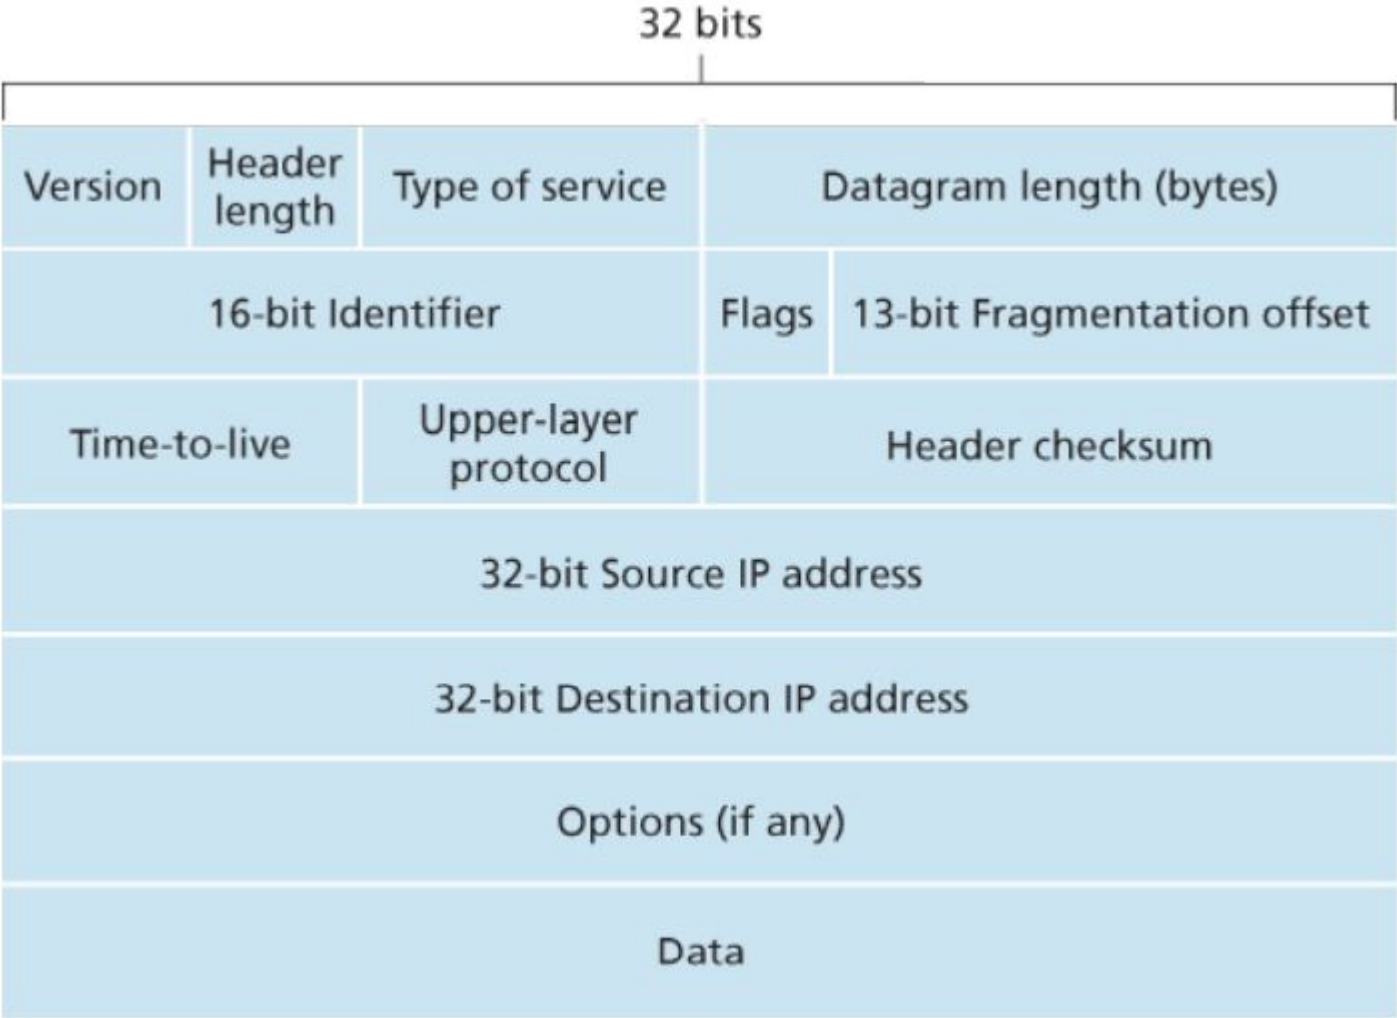 32 bits
Version
Header
length
Type of service
Datagram length (bytes)
16-bit Identifier
Flags
13-bit Fragmentation offset
Time-to-live
Upper-layer
protocol
Header checksum
32-bit Source IP address
32-bit Destination IP address
Options (if any)
Data